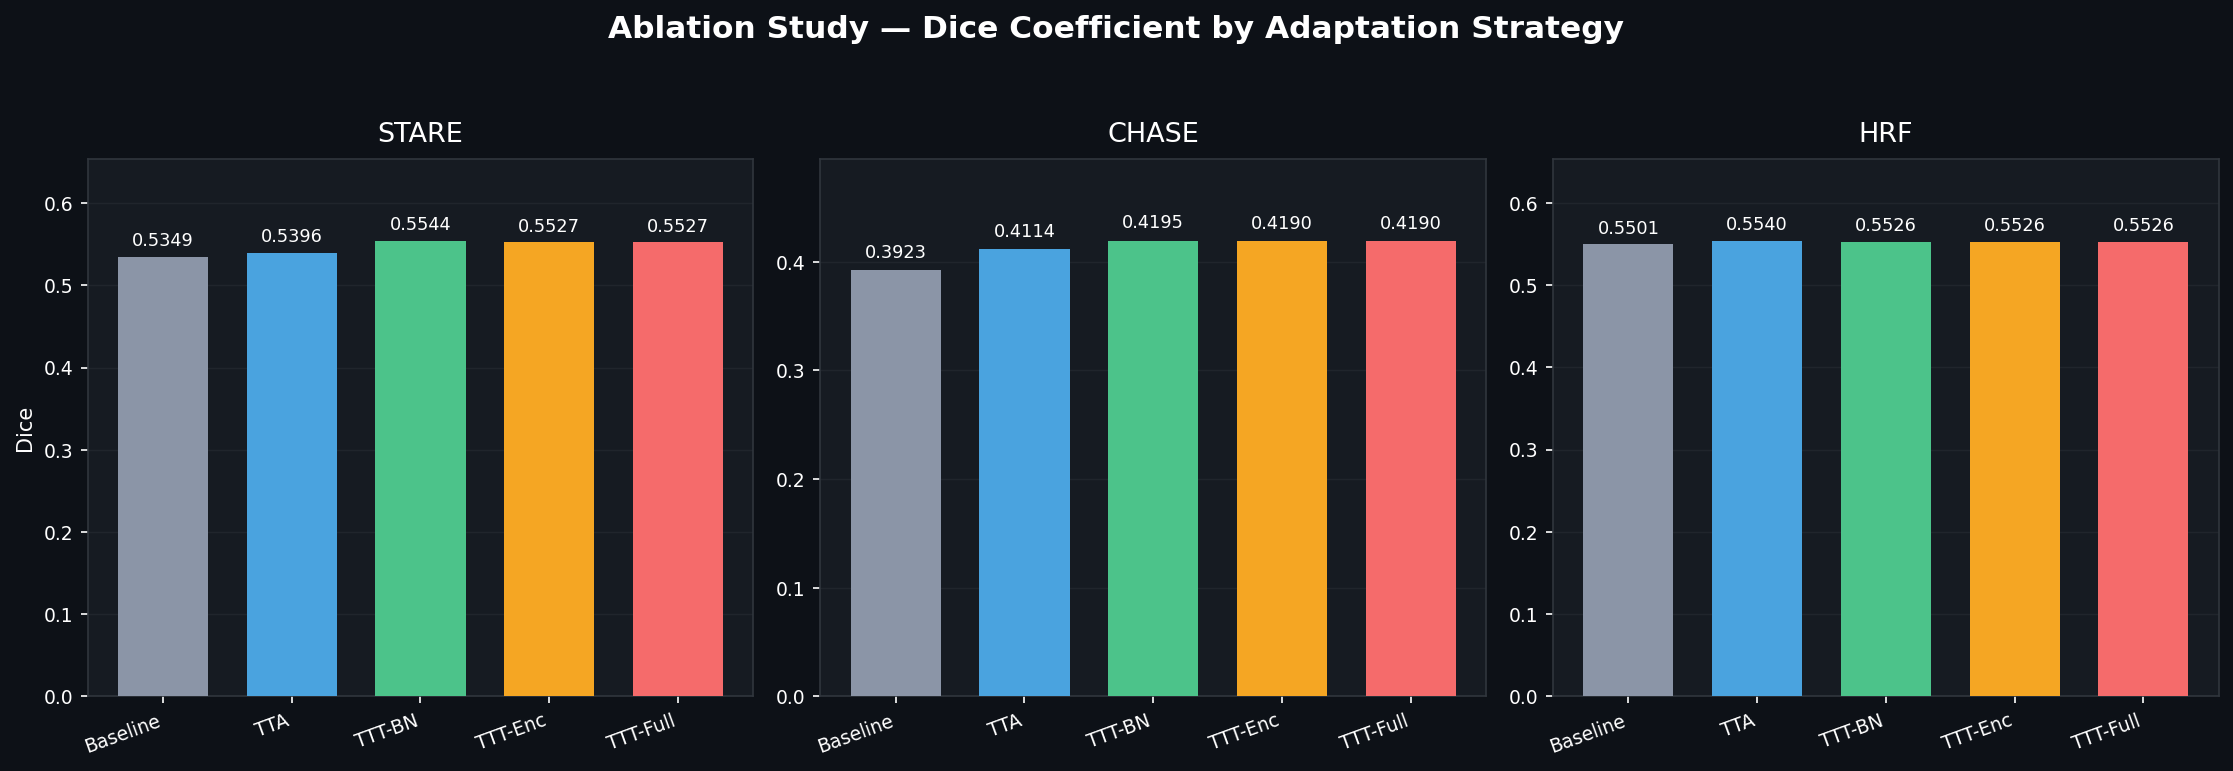 Ablation Study — Dice Coefficient by Adaptation Strategy
STARE
Dice
0.6
0.5
0.4
0.3
0.2
0.1
0.0
0.5349
0.5396
0.5544
0.5527
0.5527
Baseline
TTA
TTT-BN
TTT-Enc
TTT-Full
CHASE
0.4
0.3
0.2
0.1
0.0
0.3923
0.4114
0.4195
0.4190
0.4190
Baseline
TTA
TTT-BN
TTT-Enc
TTT-Full
HRF
0.6
0.5
0.4
0.3
0.2
0.1
0.0
0.5501
0.5540
0.5526
0.5526
0.5526
Baseline
TTA
TTT-BN
TTT-Enc
TTT-Full